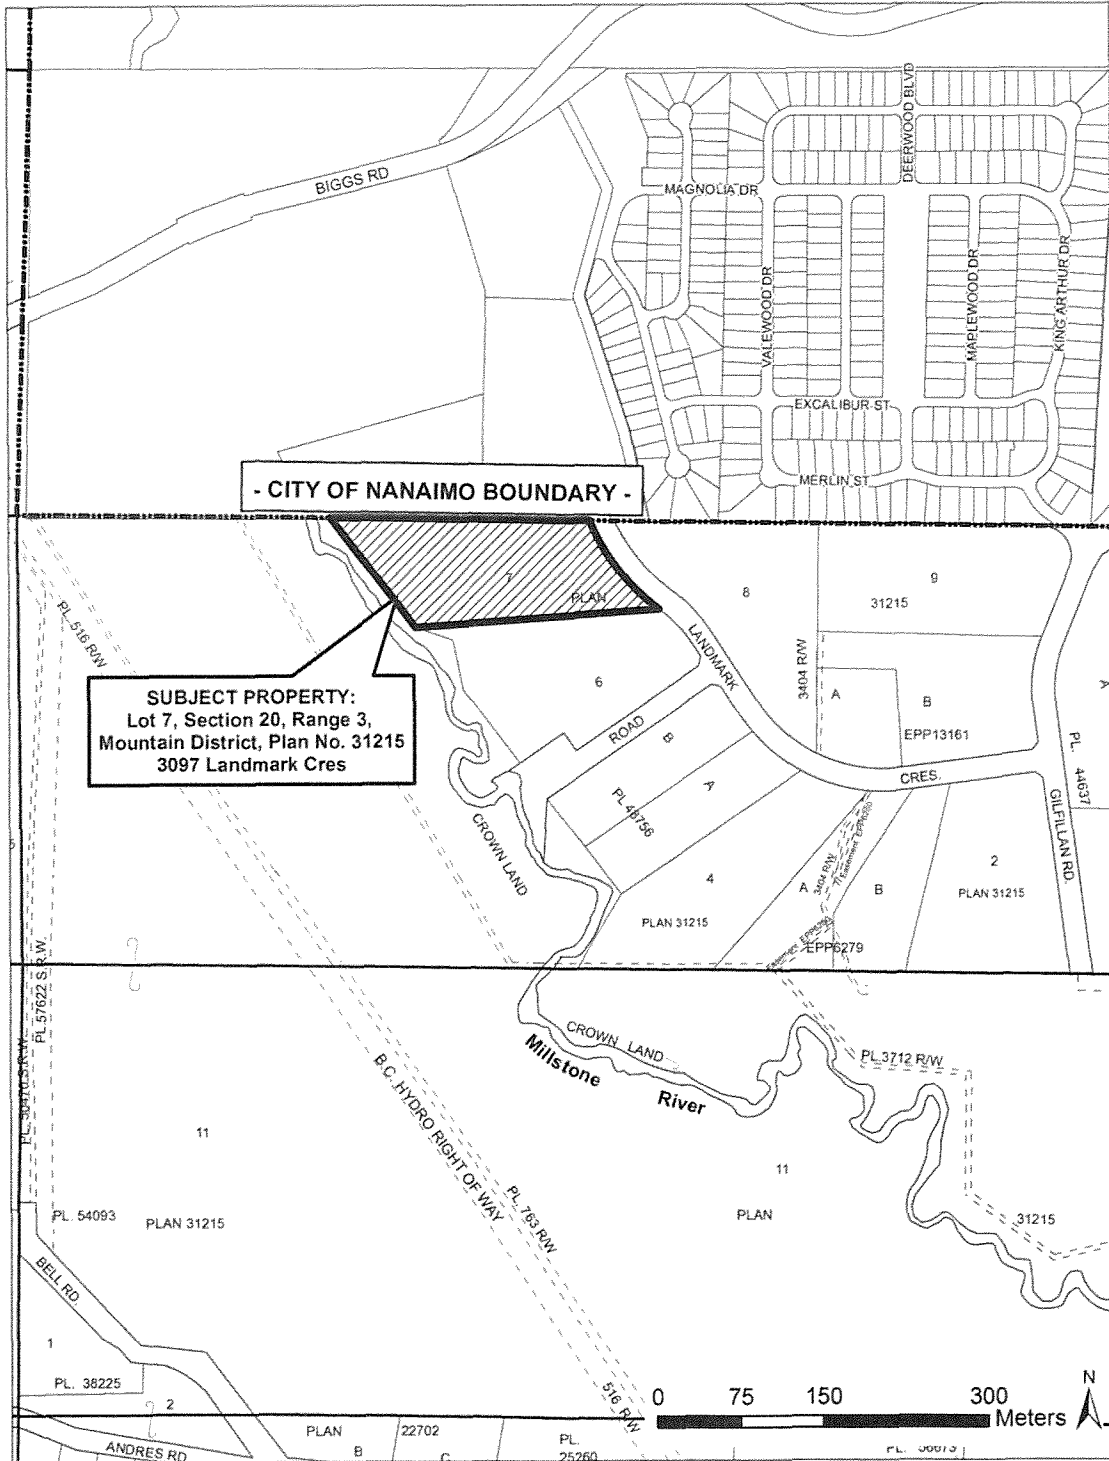 DEERWOOD BLVD
BIGGS RD
MAGNOLIA DR
VALEWOOD DR
MAPLEWOOD DR
KING ARTHUR DR
EXCALIBUR ST
MERLIN ST
- CITY OF NANAIMO BOUNDARY -
7
PLAN
8
9
31215
PL. 516 R/W
LANDMARK
3404 R/W
SUBJECT PROPERTY:
Lot 7, Section 20, Range 3,
Mountain District, Plan No. 31215
3097 Landmark Cres
6
A
B
A
EPP13161
ROAD
B
A
PL 48756
CRES.
PL. 44637
GILFILLAN RD.
CROWN LAND
4
PLAN 31215
3404 R/W
Easement
A
B
2
PLAN 31215
EPP6279
PL.57622 S.R.W
CROWN LAND
Millstone
River
PL.3712 R/W
B.C. HYDRO RIGHT OF WAY
PL. 763 R/W
11
PLAN 31215
11
PLAN
31215
PL. 54093
BELL RD.
1
PL. 38225
2
516 R/W
0 75 150 300
Meters
N
ANDRES RD
PLAN 22702
B
C
PL.
25260